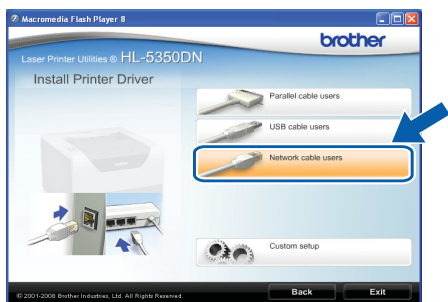 Macromedia Flash Player 8
brother
Laser Printer Utilities ® HL-5350DN
Install Printer Driver
Parallel cable users
USB cable users
Network cable users
Custom setup
© 2001-2008 Brother Industries, Ltd. All Rights Reserved.
Back
Exit